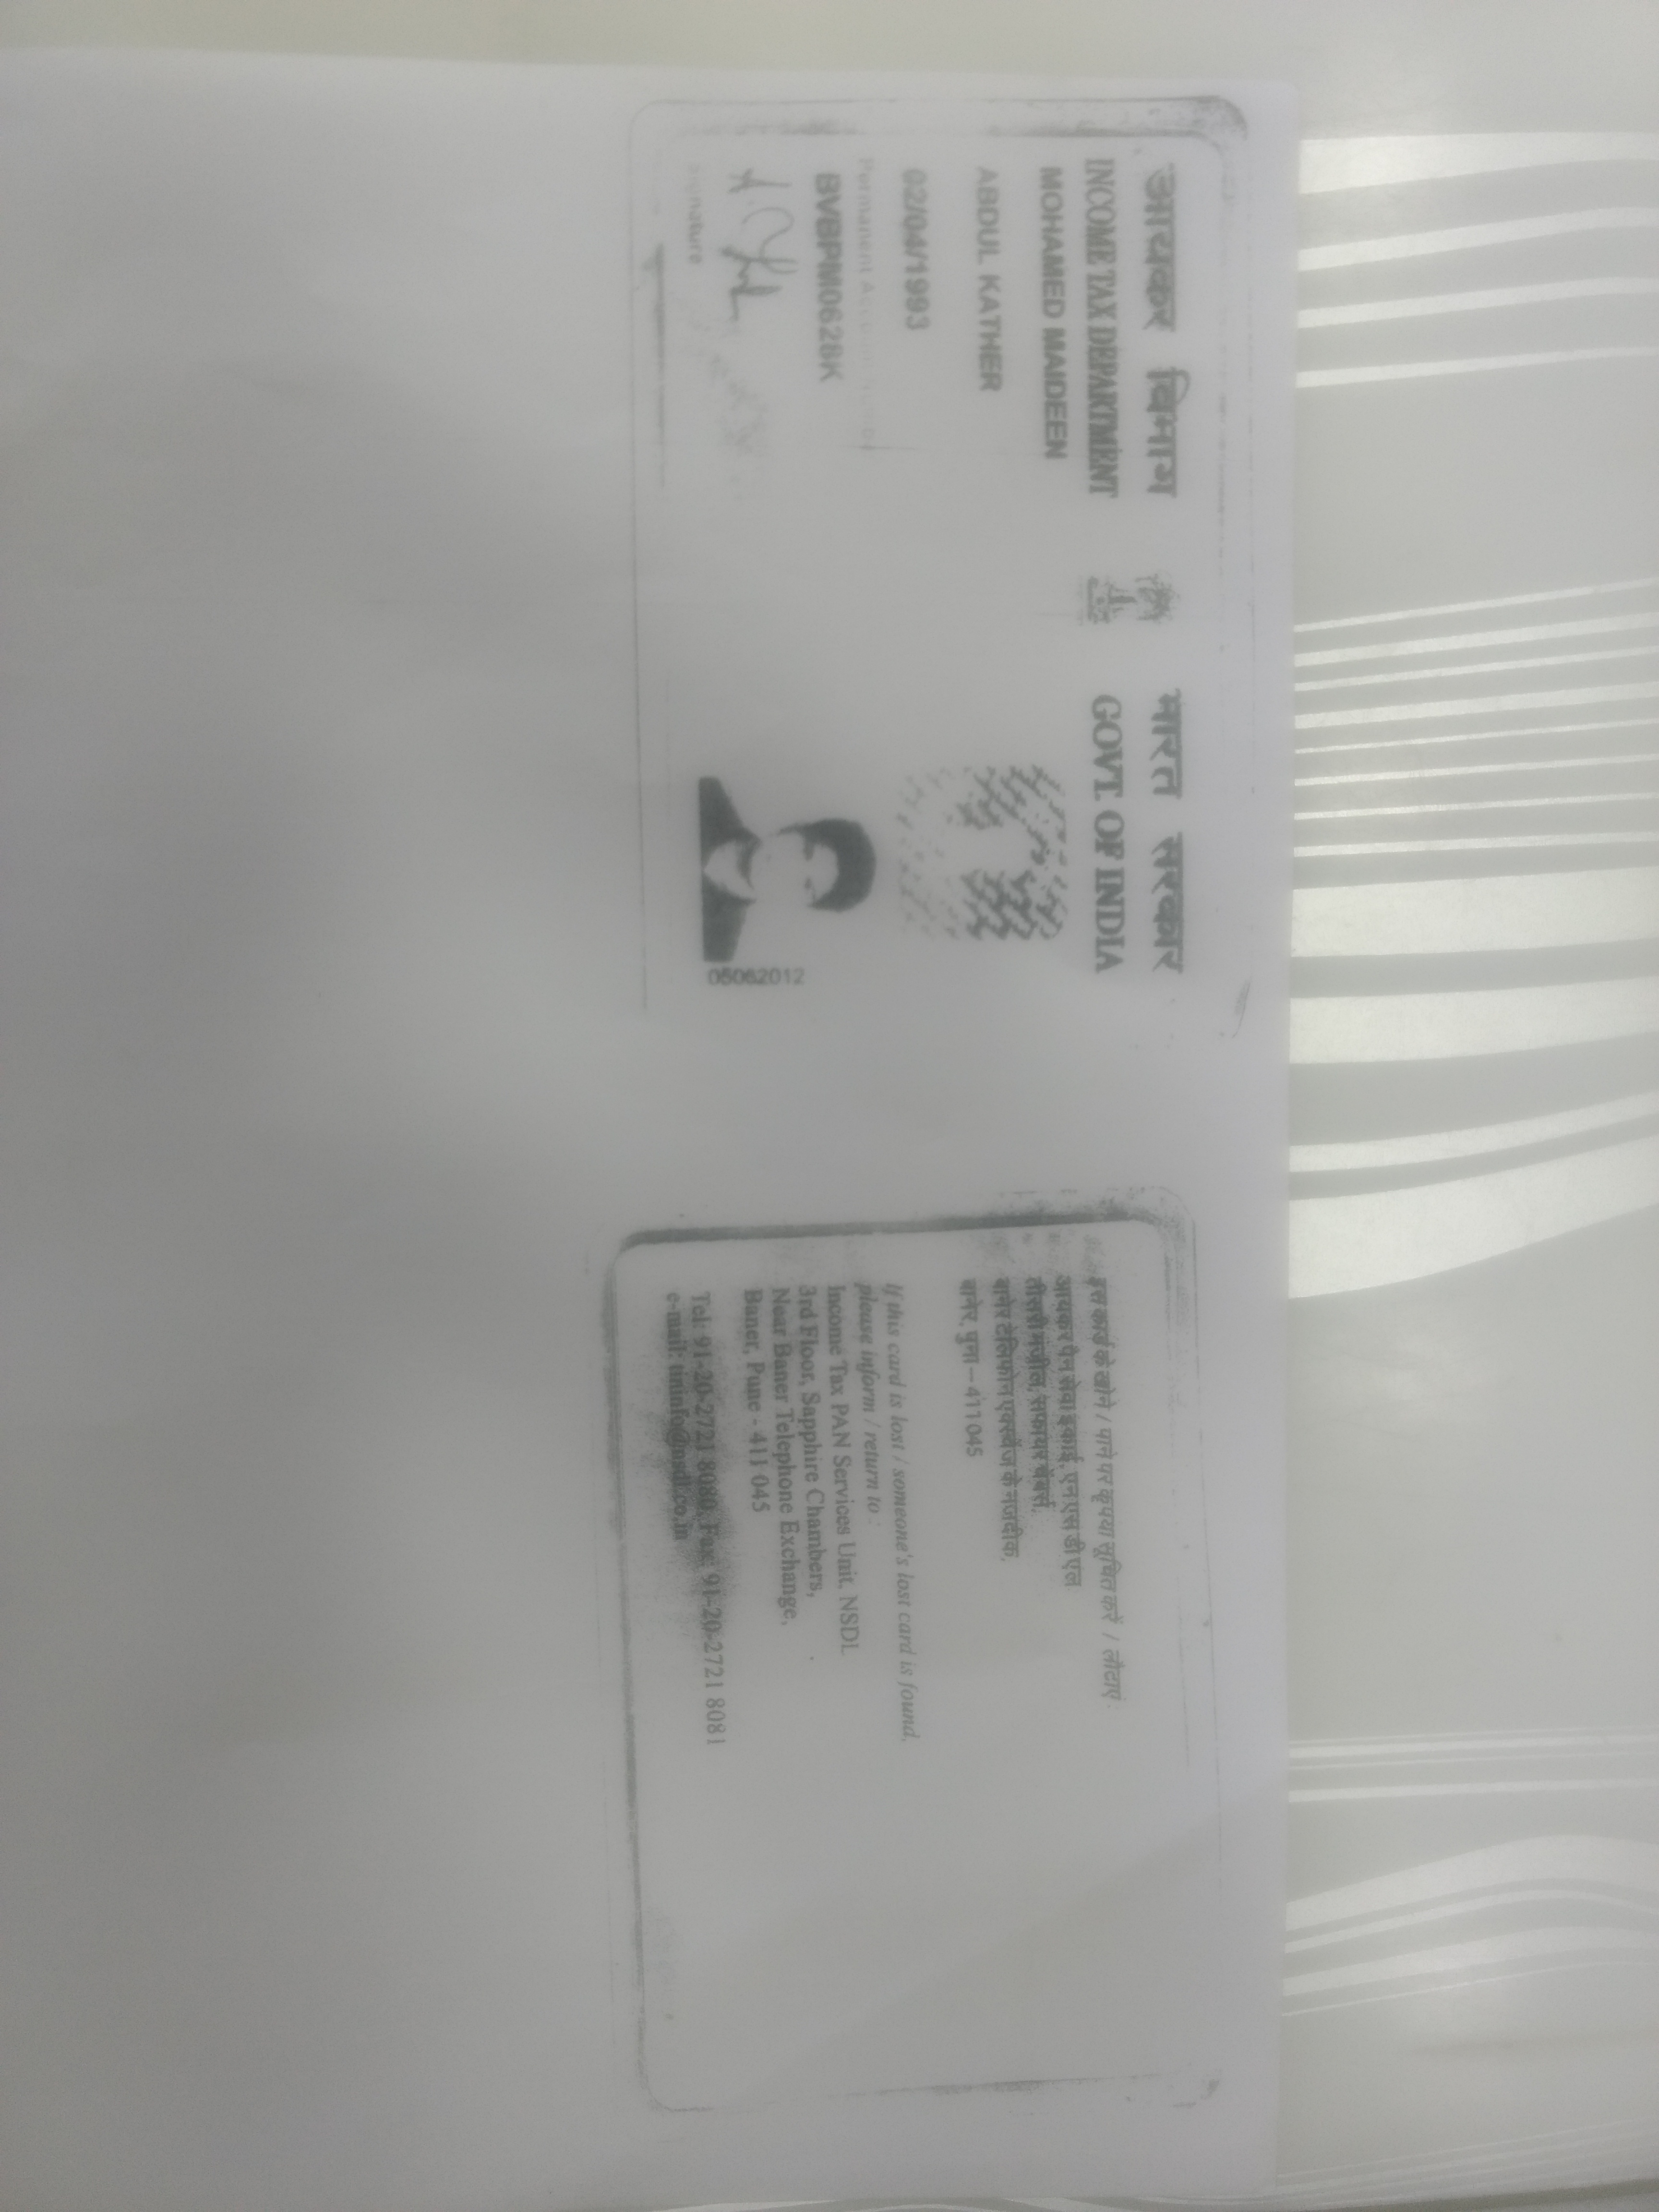 आयकर विभाग
INCOME TAX DEPARTMENT
भारत सरकार
GOVT. OF INDIA
MOHAMED MAIDEEN
ABDUL KATHER
02/04/1993
Permanent Account Number
BVBPM0628K
Signature
05062012
इस कार्ड के खोने / पाने पर कृपया सूचित करें / लौटाएं :
आयकर पैन सेवा इकाई, एन एस डी एल
तीसरी मंजील, सफायर चेंबर्स,
बानेर टेलिफोन एक्स्चेंज के नजदीक,
बानेर, पुना – 411045
If this card is lost / someone's lost card is found,
please inform / return to :
Income Tax PAN Services Unit, NSDL
3rd Floor, Sapphire Chambers,
Near Baner Telephone Exchange,
Baner, Pune - 411 045
Tel: 91-20-2721 8080, Fax: 91-20-2721 8081
e-mail: tininfo@nsdl.co.in